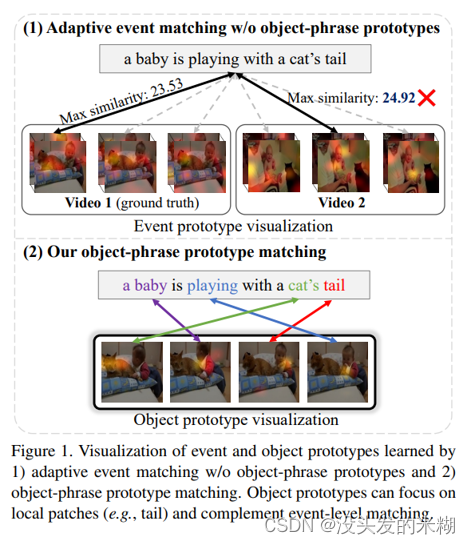 (1) Adaptive event matching w/o object-phrase prototypes
a baby is playing with a cat's tail
Max similarity: 23.53
Max similarity: 24.92
Video 1 (ground truth)
Video 2
Event prototype visualization
(2) Our object-phrase prototype matching
a baby is playing with a cat's tail
Object prototype visualization
Figure 1. Visualization of event and object prototypes learned by
1) adaptive event matching w/o object-phrase prototypes and 2)
object-phrase prototype matching. Object prototypes can focus on
local patches (e.g., tail) and complement event-level matching.
CSDN @没头发的米糊